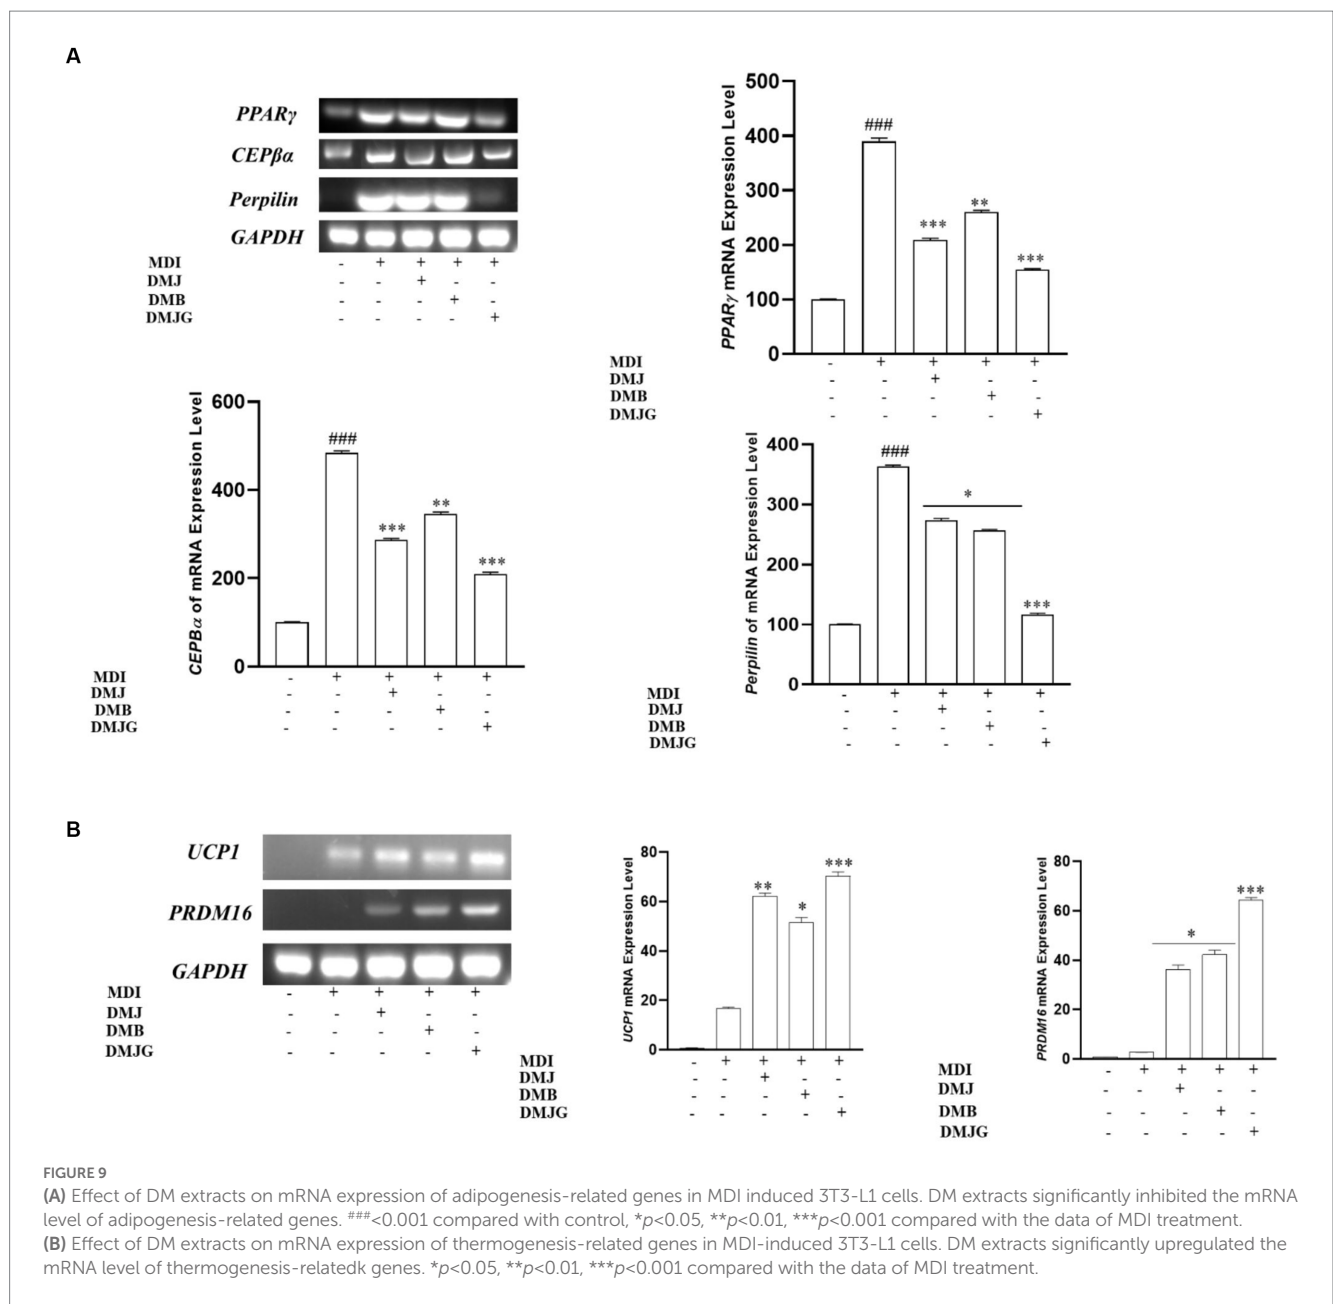 A
PPARγ
CEPβα
Perpilin
GAPDH
MDI - + + + +
DMJ - - + - -
DMB - - - + -
DMJG - - - - +
PPARγ mRNA Expression Level
500
400
300
200
100
0
###
***
**
***
MDI - + + + +
DMJ - - + - -
DMB - - - + -
DMJG - - - - +
CEPBα of mRNA Expression Level
600
400
200
0
###
***
**
***
MDI - + + + +
DMJ - - + - -
DMB - - - + -
DMJG - - - - +
Perpilin of mRNA Expression Level
400
300
200
100
0
###
*
***
MDI - + + + +
DMJ - - + - -
DMB - - - + -
DMJG - - - - +
B
UCP1
PRDM16
GAPDH
MDI - + + + +
DMJ - - + - -
DMB - - - + -
DMJG - - - - +
UCP1 mRNA Expression Level
80
60
40
20
0
**
*
***
MDI - + + + +
DMJ - - + - -
DMB - - - + -
DMJG - - - - +
PRDM16 mRNA Expression Level
80
60
40
20
0
*
***
MDI - + + + +
DMJ - - + - -
DMB - - - + -
DMJG - - - - +
FIGURE 9
(A) Effect of DM extracts on mRNA expression of adipogenesis-related genes in MDI induced 3T3-L1 cells. DM extracts significantly inhibited the mRNA
level of adipogenesis-related genes. ###<0.001 compared with control, *p<0.05, **p<0.01, ***p<0.001 compared with the data of MDI treatment.
(B) Effect of DM extracts on mRNA expression of thermogenesis-related genes in MDI-induced 3T3-L1 cells. DM extracts significantly upregulated the
mRNA level of thermogenesis-relatedk genes. *p<0.05, **p<0.01, ***p<0.001 compared with the data of MDI treatment.